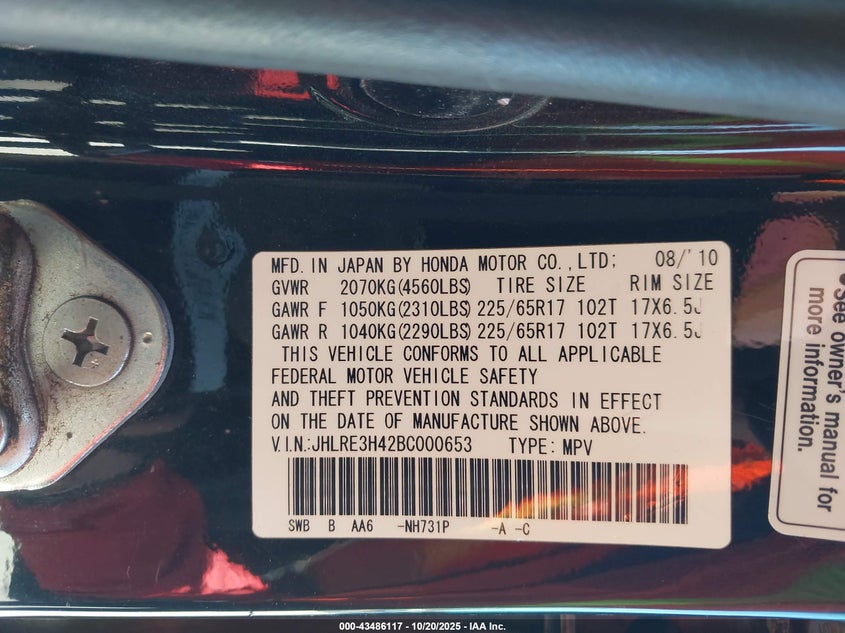 MFD. IN JAPAN BY HONDA MOTOR CO.,LTD; 08/'10
GVWR 2070KG(4560LBS) TIRE SIZE RIM SIZE
GAWR F 1050KG(2310LBS) 225/65R17 102T 17X6.5J
GAWR R 1040KG(2290LBS) 225/65R17 102T 17X6.5J
THIS VEHICLE CONFORMS TO ALL APPLICABLE
FEDERAL MOTOR VEHICLE SAFETY
AND THEFT PREVENTION STANDARDS IN EFFECT
ON THE DATE OF MANUFACTURE SHOWN ABOVE.
V.I.N.:JHLRE3H42BC000653 TYPE: MPV
SWB B AA6 -NH731P -A -C
●See owner's manual for
more information.
000-43486117 - 10/20/2025 - IAA Inc.